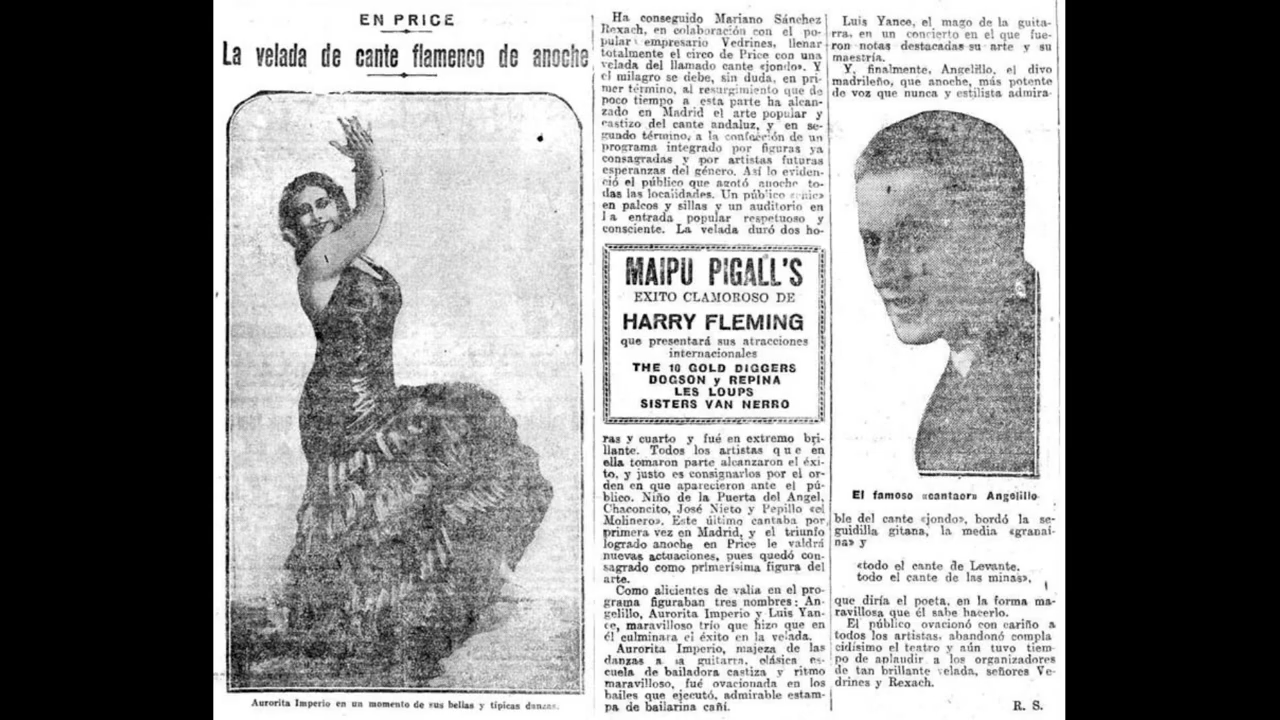 EN PRICE
La velada de cante flamenco de anoche
Aurorita Imperio en un momento de sus bellas y típicas danzas.
Ha conseguido Mariano Sánchez
Rexach, en colaboración con el po-
pular empresario Vedrines, llenar
totalmente el circo de Price con una
velada del llamado cante «jondo». Y
el milagro se debe, sin duda, en pri-
mer término, al resurgimiento que de
poco tiempo a esta parte ha alcan-
zado en Madrid el arte popular y
castizo del cante andaluz, y en se-
gundo término, a la confección de un
programa integrado por figuras ya
consagradas y por artistas futuras
esperanzas del género. Así lo eviden-
ció el público que agotó anoche to-
das las localidades. Un público
en palcos y sillas y un auditorio en
la entrada popular respetuoso y
consciente. La velada duró dos ho-
MAIPU PIGALL'S
EXITO CLAMOROSO DE
HARRY FLEMING
que presentará sus atracciones
internacionales
THE 10 GOLD DIGGERS
DOGSON y REPINA
LES LOUPS
SISTERS VAN NERRO
ras y cuarto y fué en extremo bri-
llante. Todos los artistas que en
ella tomaron parte alcanzaron el éxi-
to, y justo es consignarlos por el or-
den en que aparecieron ante el pú-
blico. Niño de la Puerta del Angel,
Chaconcito, José Nieto y Pepillo «el
Molinero». Este último cantaba por
primera vez en Madrid, y el triunfo
logrado anoche en Price le valdrá
nuevas actuaciones, pues quedó con-
sagrado como primerísima figura del
arte.
Como alicientes de valía en el pro-
grama figuraban tres nombres: An-
gelillo, Aurorita Imperio y Luis Yan-
ce, maravilloso trío que hizo que en
él culminara el éxito en la velada.
Aurorita Imperio, majeza de las
danzas a la guitarra, clásica es-
cuela de bailadora castiza y ritmo
maravilloso, fué ovacionada en los
bailes que ejecutó, admirable estam-
pa de bailarina cañí.
Luis Yance, el mago de la guita-
rra, en un concierto en el que fue-
ron notas destacadas su arte y su
maestría.
Y, finalmente, Angelillo, el divo
madrileño, que anoche, más potente
de voz que nunca y estilista admira-
El famoso «cantaor» Angelillo
ble del cante «jondo», bordó la se-
guidilla gitana, la media «granaí-
na» y
«todo el cante de Levante,
todo el cante de las minas»,
que diría el poeta, en la forma ma-
ravillosa que él sabe hacerlo.
El público ovacionó con cariño a
todos los artistas, abandonó compla
cidísimo el teatro y aún tuvo tiem-
po de aplaudir a los organizadores
de tan brillante velada, señores Ve-
drines y Rexach.
R. S.